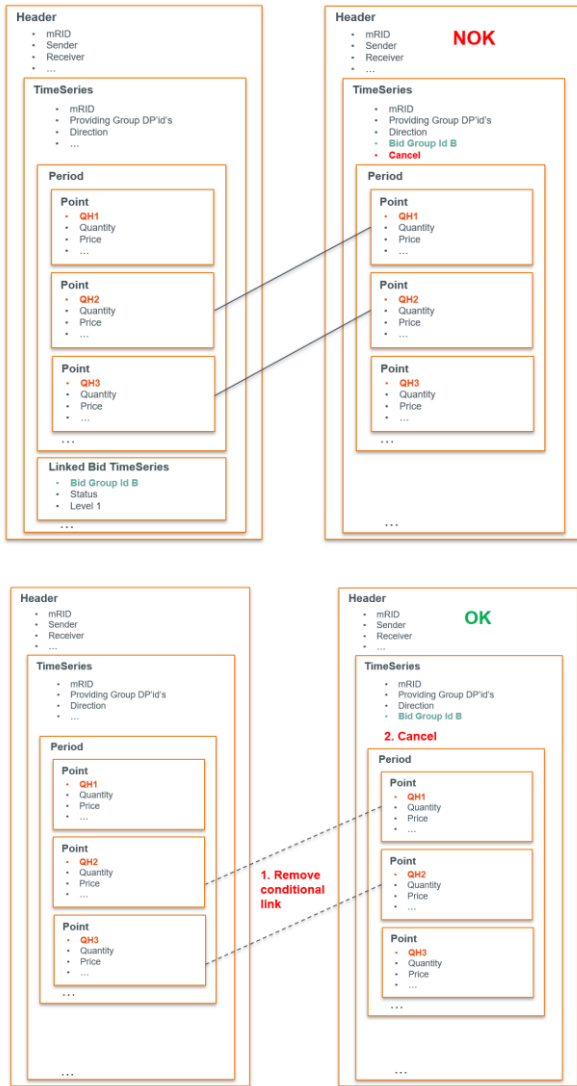 Header
• mRID
• Sender
• Receiver
• ...
TimeSeries
• mRID
• Providing Group DP'id's
• Direction
• ...
Period
Point
• QH1
• Quantity
• Price
• ...
Point
• QH2
• Quantity
• Price
• ...
Point
• QH3
• Quantity
• Price
• ...
...
Linked Bid TimeSeries
• Bid Group Id B
• Status
• Level 1
...
Header
• mRID
• Sender
• Receiver
• ...
NOK
TimeSeries
• mRID
• Providing Group DP'id's
• Direction
• Bid Group Id B
• Cancel
Period
Point
• QH1
• Quantity
• Price
• ...
Point
• QH2
• Quantity
• Price
• ...
Point
• QH3
• Quantity
• Price
• ...
...
...
Header
• mRID
• Sender
• Receiver
• ...
TimeSeries
• mRID
• Providing Group DP'id's
• Direction
• ...
Period
Point
• QH1
• Quantity
• Price
• ...
Point
• QH2
• Quantity
• Price
• ...
Point
• QH3
• Quantity
• Price
• ...
...
...
1. Remove
conditional
link
Header
• mRID
• Sender
• Receiver
• ...
OK
TimeSeries
• mRID
• Providing Group DP'id's
• Direction
• Bid Group Id B
2. Cancel
Period
Point
• QH1
• Quantity
• Price
• ...
Point
• QH2
• Quantity
• Price
• ...
Point
• QH3
• Quantity
• Price
• ...
...
...